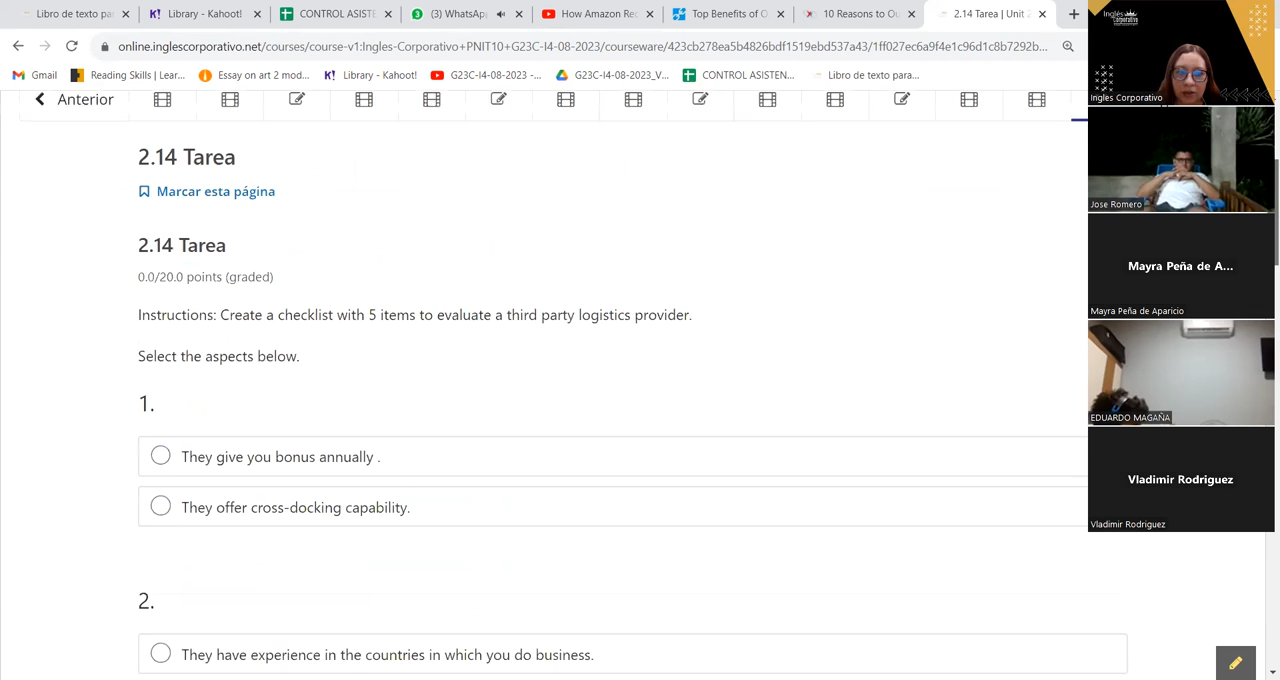 Libro de texto pa
Library - Kahoot!
CONTROL ASISTE
(3) WhatsAp
How Amazon Rec
Top Benefits of O
10 Reasons to Ou
2.14 Tarea | Unit
online.inglescorporativo.net/courses/course-v1:Ingles-Corporativo+PNIT10+G23C-I4-08-2023/courseware/423cb278ea5b4826bdf1519ebd537a43/1ff027ec6a9f4e1c96d1c8b7292b...
Gmail
Reading Skills | Lear...
Essay on art 2 mod...
Library - Kahoot!
G23C-I4-08-2023 -...
G23C-I4-08-2023_V...
CONTROL ASISTEN...
Libro de texto para...
Anterior
2.14 Tarea
Marcar esta página
2.14 Tarea
0.0/20.0 points (graded)
Instructions: Create a checklist with 5 items to evaluate a third party logistics provider.
Select the aspects below.
1.
They give you bonus annually .
They offer cross-docking capability.
2.
They have experience in the countries in which you do business.
Inglés
Corporativo
Ingles Corporativo
Jose Romero
Mayra Peña de A...
Mayra Peña de Aparicio
EDUARDO MAGAÑA
Vladimir Rodriguez
Vladimir Rodriguez